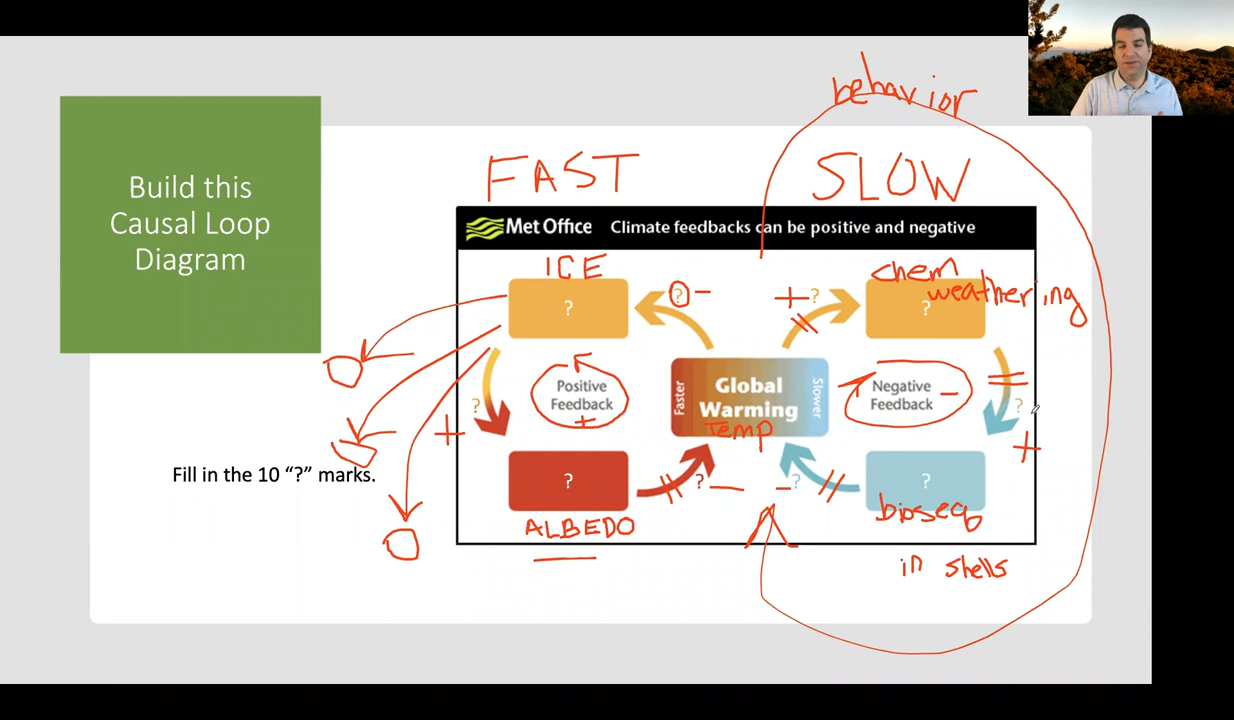 behavior
FAST
SLOW
Build this
Causal Loop
Diagram
Met Office Climate feedbacks can be positive and negative
ICE
chem
weathering
?
? -
+ ?
?
Positive
Feedback
+
Faster
Global
Warming
Temp
Slower
Negative
Feedback
-
?
+
?
+
Fill in the 10 “?” marks.
?
? -
- ?
?
ALBEDO
bioseq
in shells